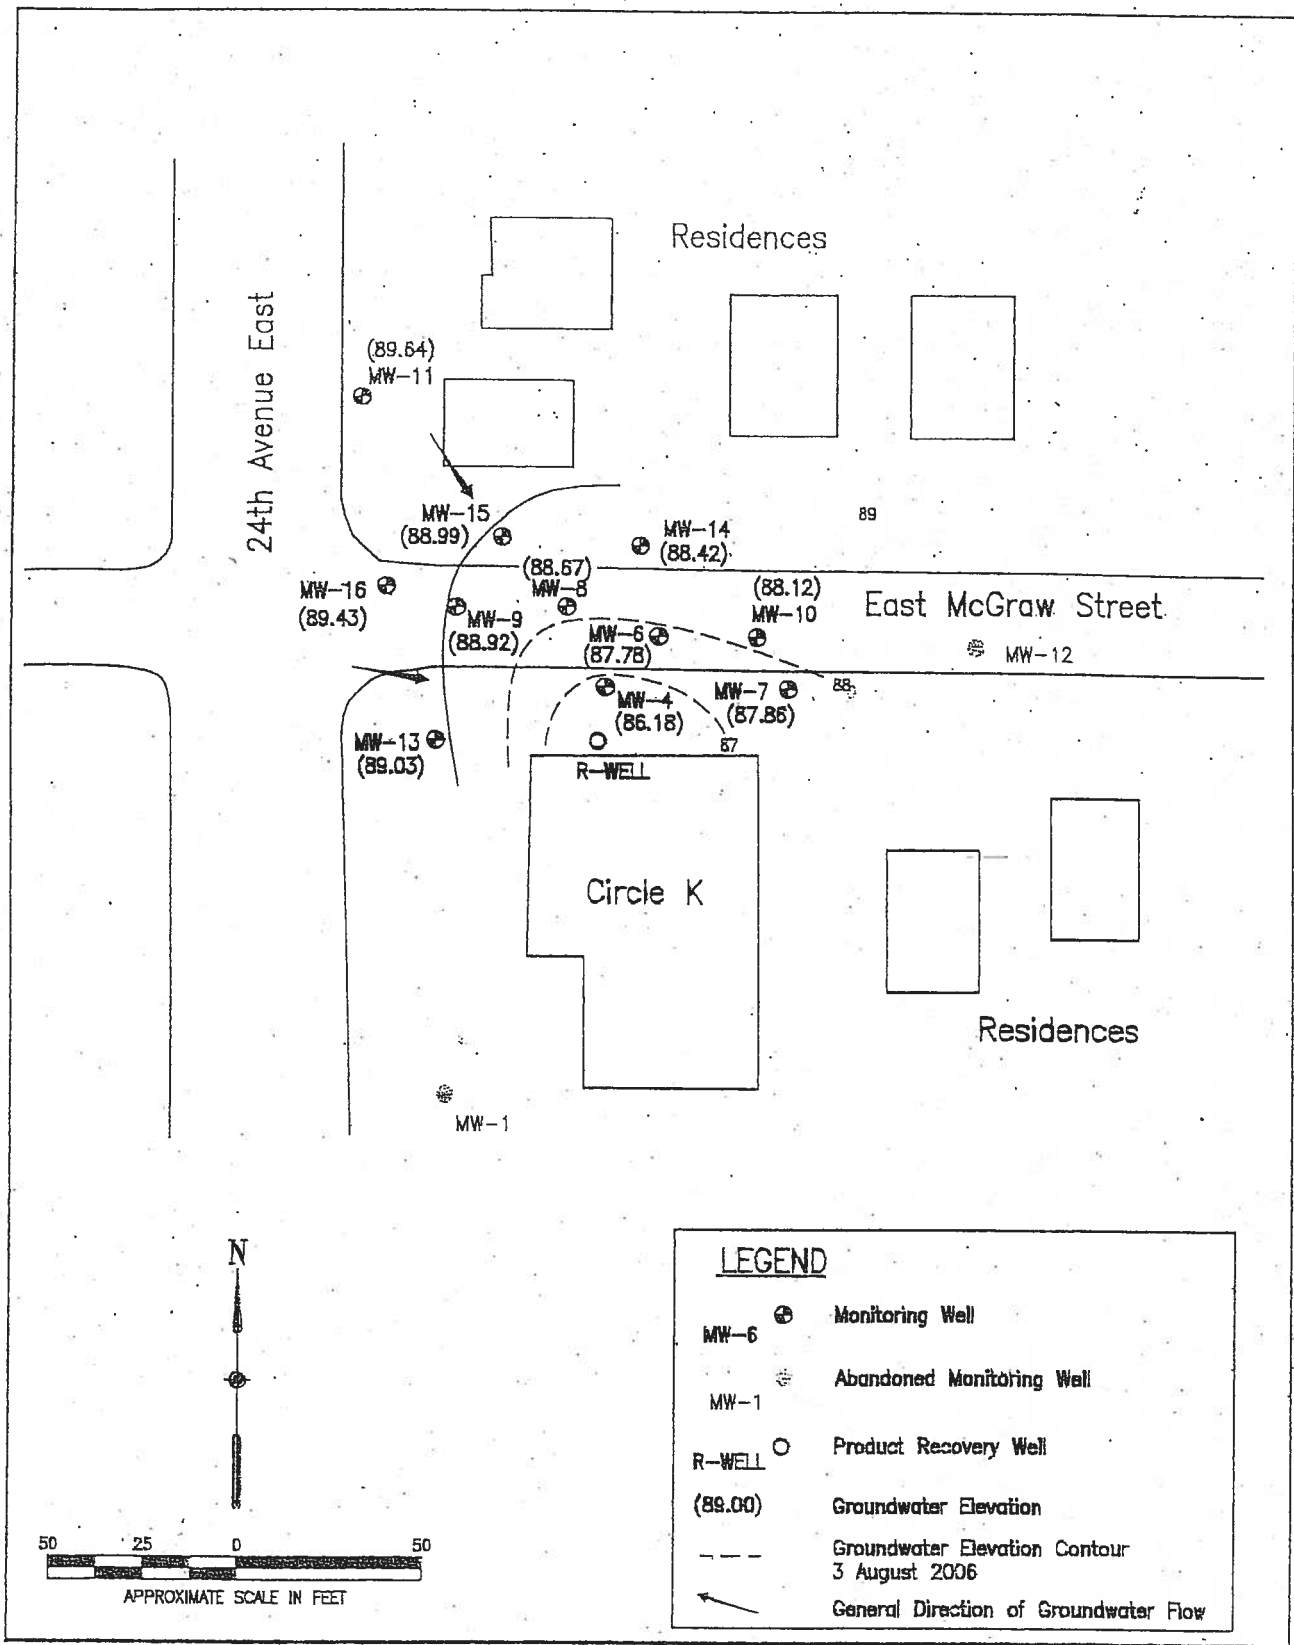 Residences
24th Avenue East
(89.64)
MW-11
MW-15
(88.99)
MW-14
(88.42)
89
(88.67)
MW-8
(88.12)
MW-10
East McGraw Street
MW-16
(89.43)
MW-9
(88.92)
MW-6
(87.78)
MW-12
MW-4
(86.18)
MW-7
(87.86)
88
MW-13
(89.03)
87
R-WELL
Circle K
Residences
MW-1
N
50 25 0 50
APPROXIMATE SCALE IN FEET
LEGEND
MW-6 Monitoring Well
MW-1 Abandoned Monitoring Well
R-WELL Product Recovery Well
(89.00) Groundwater Elevation
Groundwater Elevation Contour
3 August 2006
General Direction of Groundwater Flow